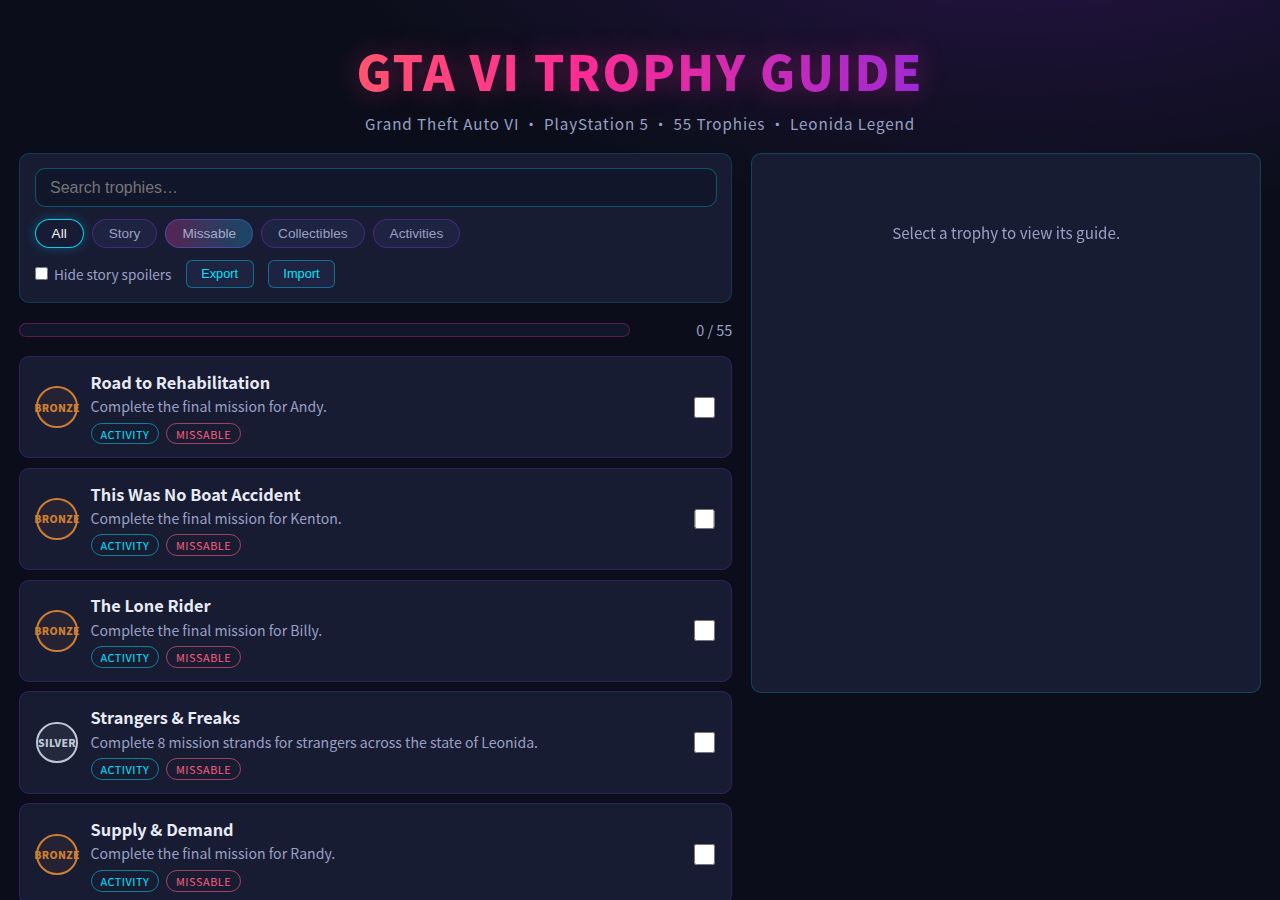 GTA VI TROPHY GUIDE
Grand Theft Auto VI • PlayStation 5 • 55 Trophies • Leonida Legend
Search trophies…
All Story Missable Collectibles Activities
Hide story spoilers Export Import
0 / 55
Select a trophy to view its guide.
BRONZE
Road to Rehabilitation
Complete the final mission for Andy.
ACTIVITY MISSABLE
BRONZE
This Was No Boat Accident
Complete the final mission for Kenton.
ACTIVITY MISSABLE
BRONZE
The Lone Rider
Complete the final mission for Billy.
ACTIVITY MISSABLE
SILVER
Strangers & Freaks
Complete 8 mission strands for strangers across the state of Leonida.
ACTIVITY MISSABLE
BRONZE
Supply & Demand
Complete the final mission for Randy.
ACTIVITY MISSABLE